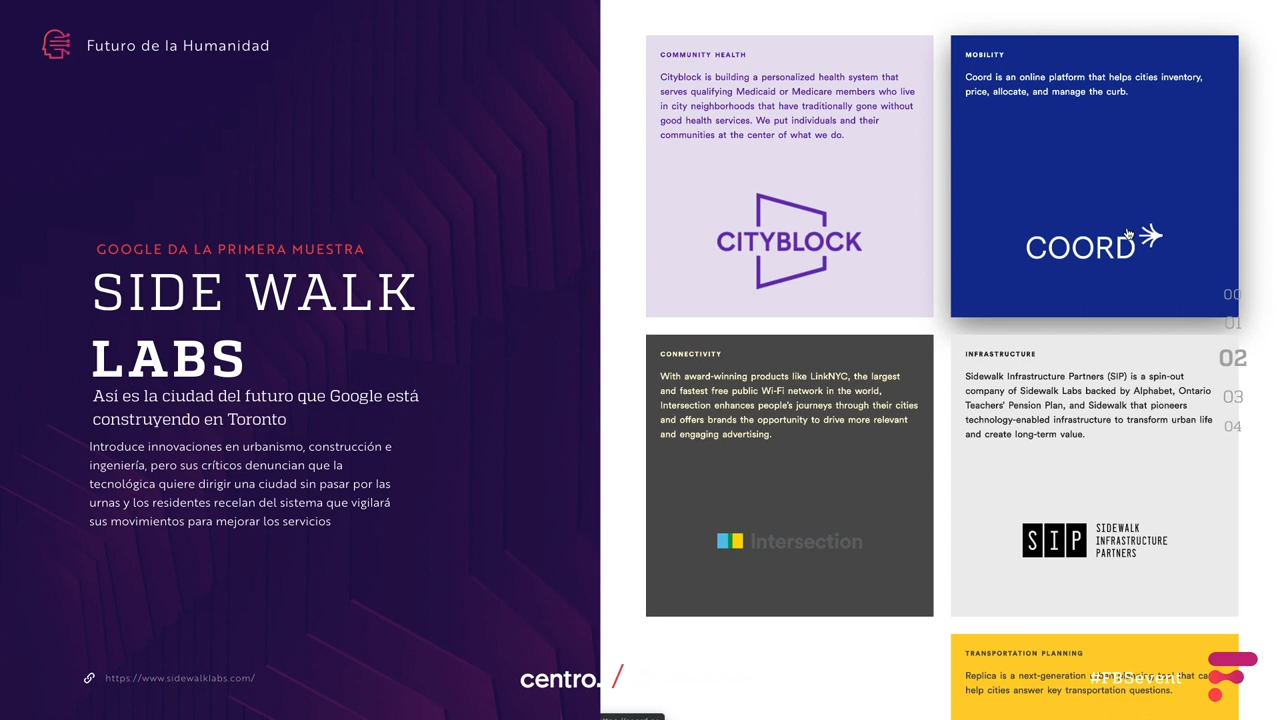 Futuro de la Humanidad
GOOGLE DA LA PRIMERA MUESTRA
SIDE WALK
LABS
Así es la ciudad del futuro que Google está
construyendo en Toronto
Introduce innovaciones en urbanismo, construcción e
ingeniería, pero sus críticos denuncian que la
tecnológica quiere dirigir una ciudad sin pasar por las
urnas y los residentes recelan del sistema que vigilará
sus movimientos para mejorar los servicios
https://www.sidewalklabs.com/
centro. /
COMMUNITY HEALTH
Cityblock is building a personalized health system that
serves qualifying Medicaid or Medicare members who live
in city neighborhoods that have traditionally gone without
good health services. We put individuals and their
communities at the center of what we do.
CITYBLOCK
MOBILITY
Coord is an online platform that helps cities inventory,
price, allocate, and manage the curb.
COORD
CONNECTIVITY
With award-winning products like LinkNYC, the largest
and fastest free public Wi-Fi network in the world,
Intersection enhances people's journeys through their cities
and offers brands the opportunity to drive more relevant
and engaging advertising.
Intersection
INFRASTRUCTURE
Sidewalk Infrastructure Partners (SIP) is a spin-out
company of Sidewalk Labs backed by Alphabet, Ontario
Teachers' Pension Plan, and Sidewalk that pioneers
technology-enabled infrastructure to transform urban life
and create long-term value.
SIP
SIDEWALK
INFRASTRUCTURE
PARTNERS
TRANSPORTATION PLANNING
Replica is a next-generation tool that
help cities answer key transportation questions.
#FBSevent
00
01
02
03
04